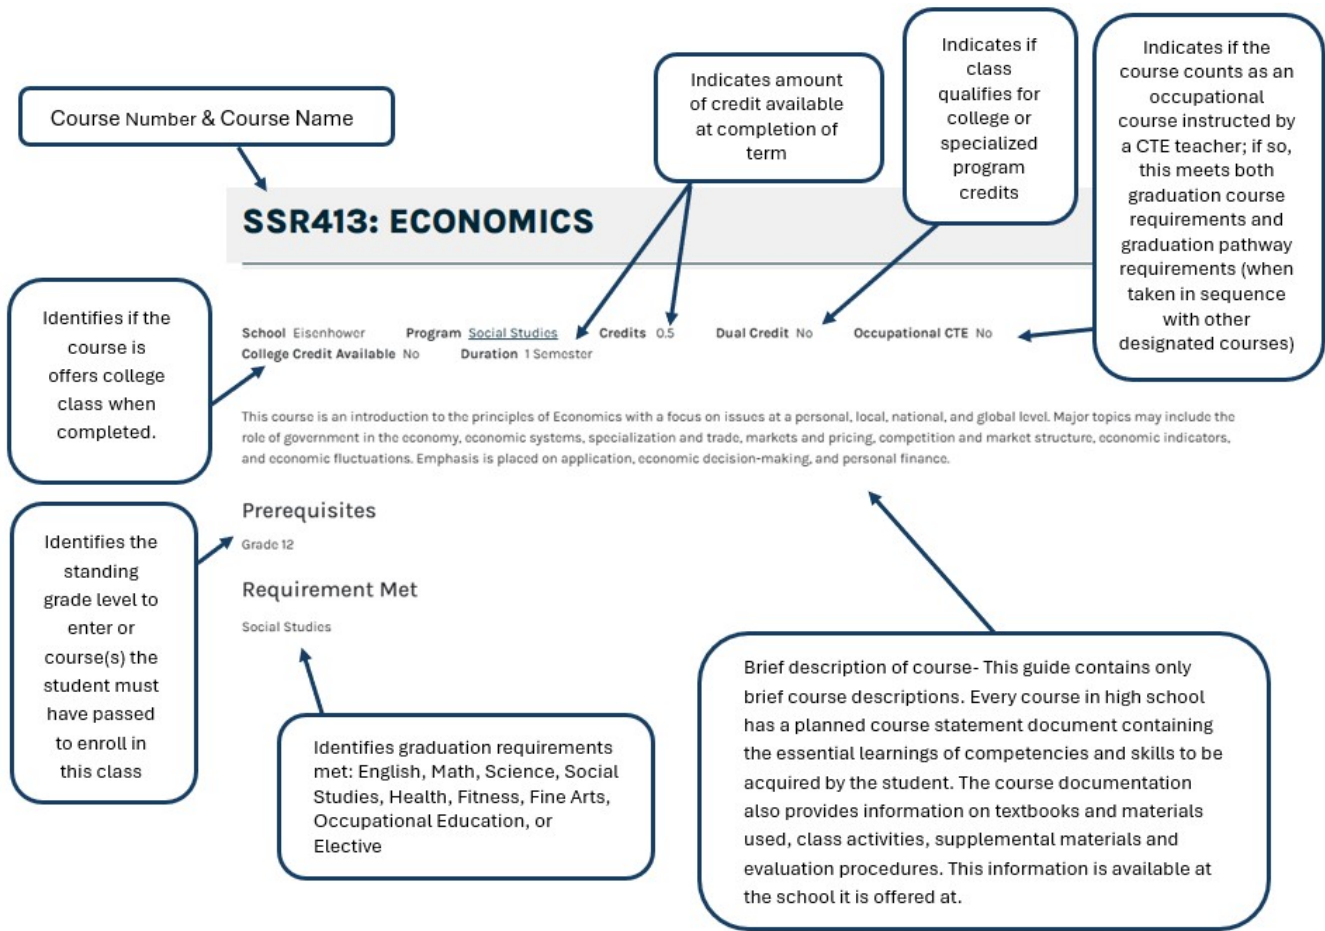 Course Number & Course Name
Indicates amount
of credit available
at completion of
term
Indicates if
class
qualifies for
college or
specialized
program
credits
Indicates if the
course counts as an
occupational
course instructed by
a CTE teacher; if so,
this meets both
graduation course
requirements and
graduation pathway
requirements (when
taken in sequence
with other
designated courses)
SSR413: ECONOMICS
Identifies if the
course is
offers college
class when
completed.
School Eisenhower Program Social Studies Credits 0.5 Dual Credit No Occupational CTE No
College Credit Available No Duration 1 Semester
This course is an introduction to the principles of Economics with a focus on issues at a personal, local, national, and global level. Major topics may include the
role of government in the economy, economic systems, specialization and trade, markets and pricing, competition and market structure, economic indicators,
and economic fluctuations. Emphasis is placed on application, economic decision-making, and personal finance.
Prerequisites
Grade 12
Identifies the
standing
grade level to
enter or
course(s) the
student must
have passed
to enroll in
this class
Requirement Met
Social Studies
Identifies graduation requirements
met: English, Math, Science, Social
Studies, Health, Fitness, Fine Arts,
Occupational Education, or
Elective
Brief description of course- This guide contains only
brief course descriptions. Every course in high school
has a planned course statement document containing
the essential learnings of competencies and skills to be
acquired by the student. The course documentation
also provides information on textbooks and materials
used, class activities, supplemental materials and
evaluation procedures. This information is available at
the school it is offered at.